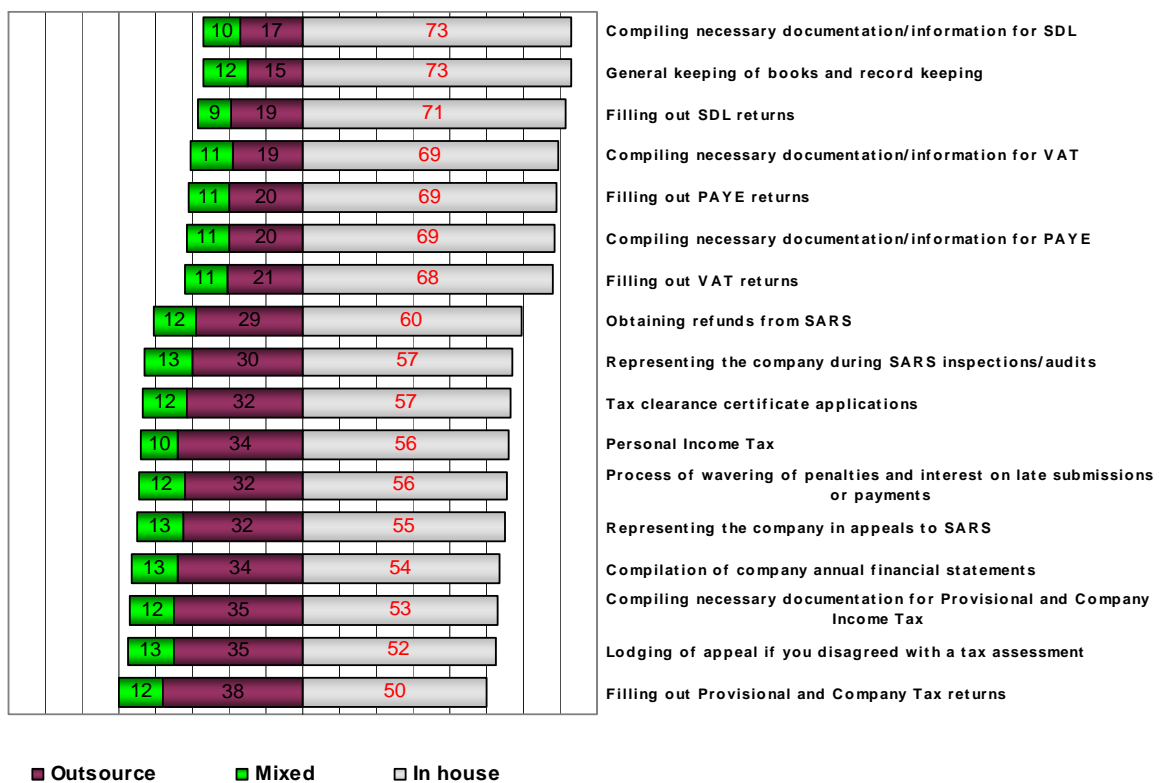 10 17 73 Compiling necessary documentation/information for SDL
12 15 73 General keeping of books and record keeping
9 19 71 Filling out SDL returns
11 19 69 Compiling necessary documentation/information for VAT
11 20 69 Filling out PAYE returns
11 20 69 Compiling necessary documentation/information for PAYE
11 21 68 Filling out VAT returns
12 29 60 Obtaining refunds from SARS
13 30 57 Representing the company during SARS inspections/audits
12 32 57 Tax clearance certificate applications
10 34 56 Personal Income Tax
12 32 56 Process of wavering of penalties and interest on late submissions
or payments
13 32 55 Representing the company in appeals to SARS
13 34 54 Compilation of company annual financial statements
12 35 53 Compiling necessary documentation for Provisional and Company
Income Tax
13 35 52 Lodging of appeal if you disagreed with a tax assessment
12 38 50 Filling out Provisional and Company Tax returns
Outsource Mixed In house